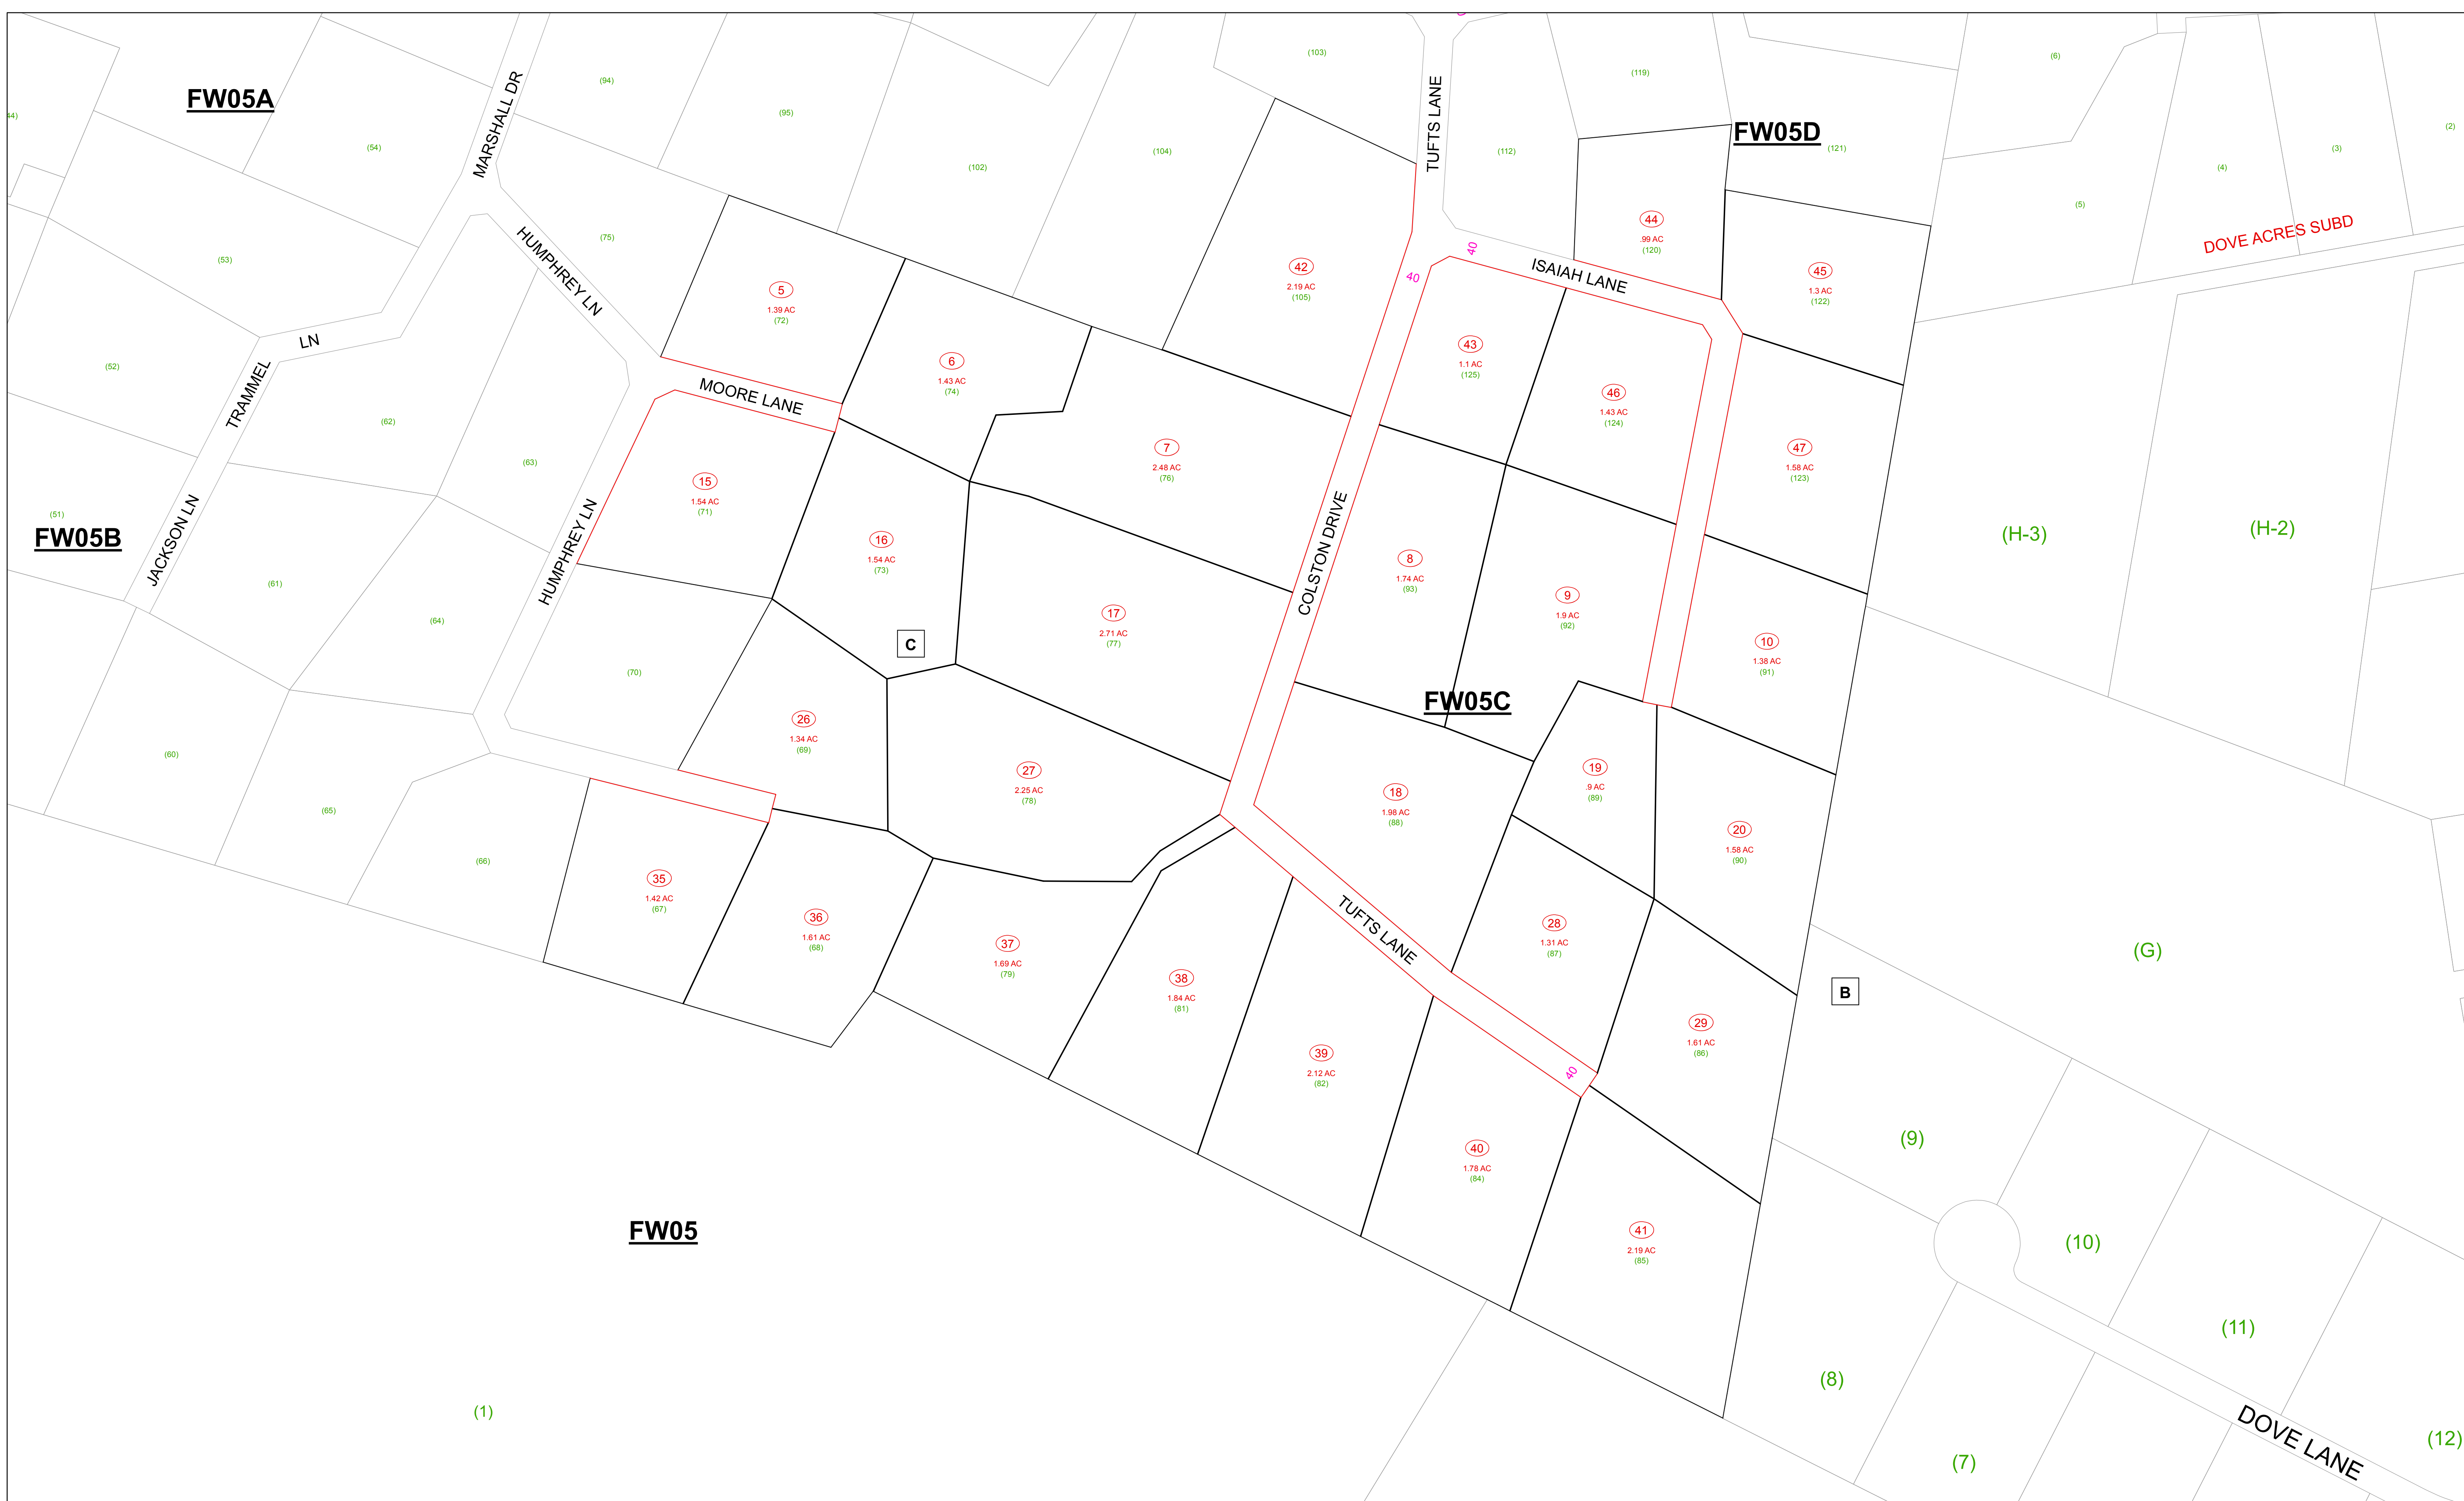 (103)
(6)
(119)
(94)
FW05A
MARSHALL DR
(95)
TUFTS LANE
44)
FW05D
(2)
(54)
(121)
(3)
(112)
(102)
(104)
(4)
(5)
44
.99 AC
(120)
DOVE ACRES SUBD
(75)
HUMPHREY LN
40
40
(53)
42
2.19 AC
(105)
ISAIAH LANE
45
1.3 AC
(122)
5
1.39 AC
(72)
LN
TRAMMEL
43
1.1 AC
(125)
6
1.43 AC
(74)
(52)
MOORE LANE
46
1.43 AC
(124)
(62)
7
2.48 AC
(76)
47
1.58 AC
(123)
(63)
15
1.54 AC
(71)
(51)
FW05B
JACKSON LN
HUMPHREY LN
16
1.54 AC
(73)
COLSTON DRIVE
8
1.74 AC
(93)
(H-3)
(H-2)
(61)
9
1.9 AC
(92)
(64)
17
2.71 AC
(77)
C
10
1.38 AC
(91)
(70)
FW05C
26
1.34 AC
(69)
(60)
27
2.25 AC
(78)
19
.9 AC
(89)
18
1.98 AC
(88)
(65)
20
1.58 AC
(90)
(66)
35
1.42 AC
(67)
36
1.61 AC
(68)
TUFTS LANE
28
1.31 AC
(87)
37
1.69 AC
(79)
(G)
38
1.84 AC
(81)
B
29
1.61 AC
(86)
39
2.12 AC
(82)
40
40
1.78 AC
(84)
(9)
FW05
41
2.19 AC
(85)
(10)
(11)
(8)
(1)
DOVE LANE
(12)
(7)